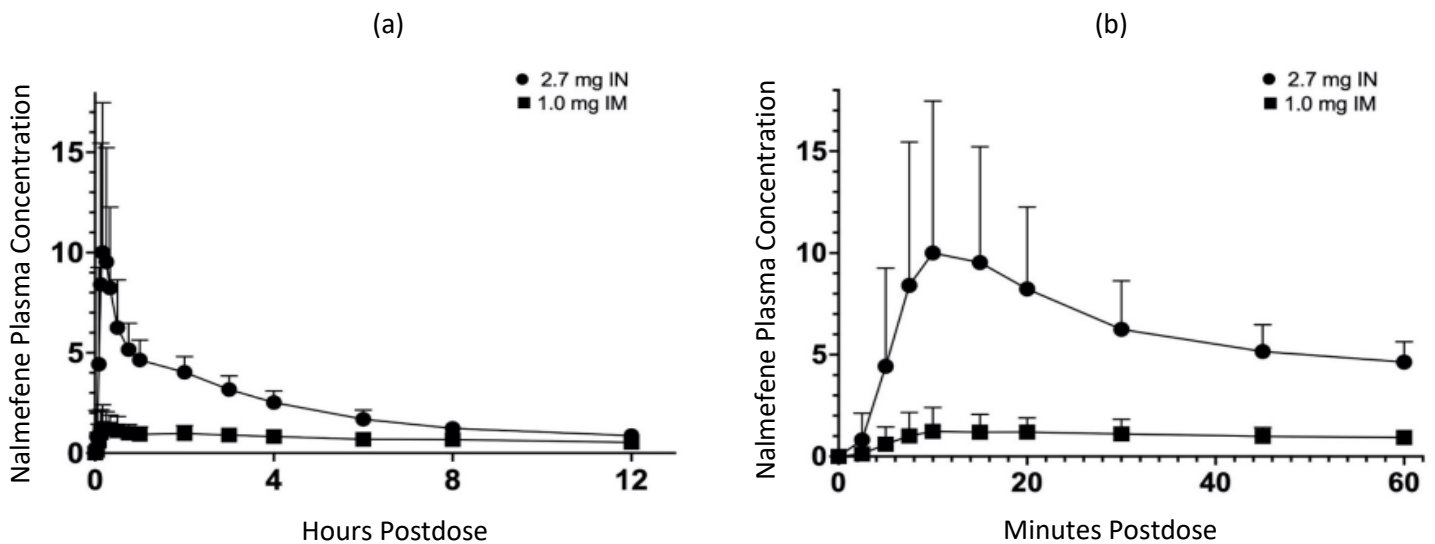 (a)
Nalmefene Plasma Concentration
2.7 mg IN
1.0 mg IM
15
10
5
0
0 4 8 12
Hours Postdose
(b)
Nalmefene Plasma Concentration
2.7 mg IN
1.0 mg IM
15
10
5
0
0 20 40 60
Minutes Postdose